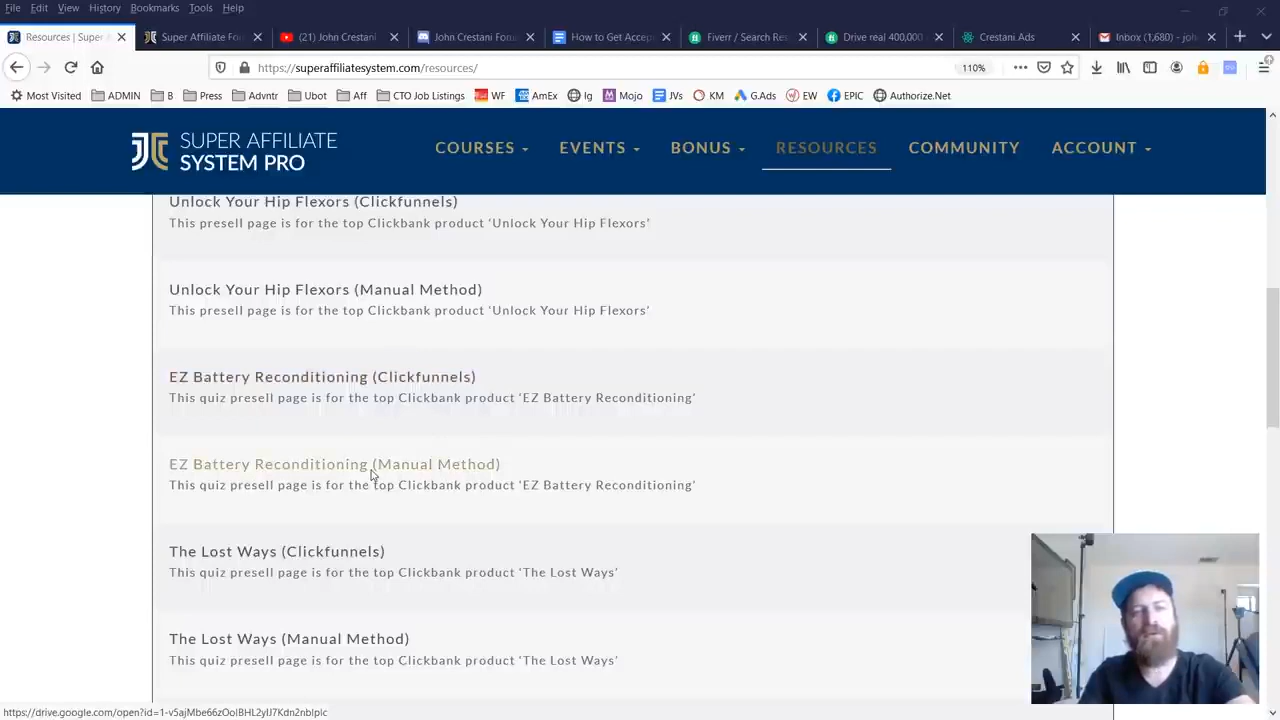 File Edit View History Bookmarks Tools Help
Resources | Super A
Super Affiliate Fou
(21) John Crestani
John Crestani Foru
How to Get Accep
Fiverr / Search Res
Drive real 400,000
Crestani.Ads
Inbox (1,680) - joh
https://superaffiliatesystem.com/resources/
110%
Most Visited ADMIN B Press Advntr Ubot Aff CTO Job Listings WF AmEx Ig Mojo JVs KM G.Ads EW EPIC Authorize.Net
SUPER AFFILIATE
SYSTEM PRO
COURSES EVENTS BONUS RESOURCES COMMUNITY ACCOUNT
Unlock Your Hip Flexors (Clickfunnels)
This presell page is for the top Clickbank product 'Unlock Your Hip Flexors'
Unlock Your Hip Flexors (Manual Method)
This presell page is for the top Clickbank product 'Unlock Your Hip Flexors'
EZ Battery Reconditioning (Clickfunnels)
This quiz presell page is for the top Clickbank product 'EZ Battery Reconditioning'
EZ Battery Reconditioning (Manual Method)
This quiz presell page is for the top Clickbank product 'EZ Battery Reconditioning'
The Lost Ways (Clickfunnels)
This quiz presell page is for the top Clickbank product 'The Lost Ways'
The Lost Ways (Manual Method)
This quiz presell page is for the top Clickbank product 'The Lost Ways'